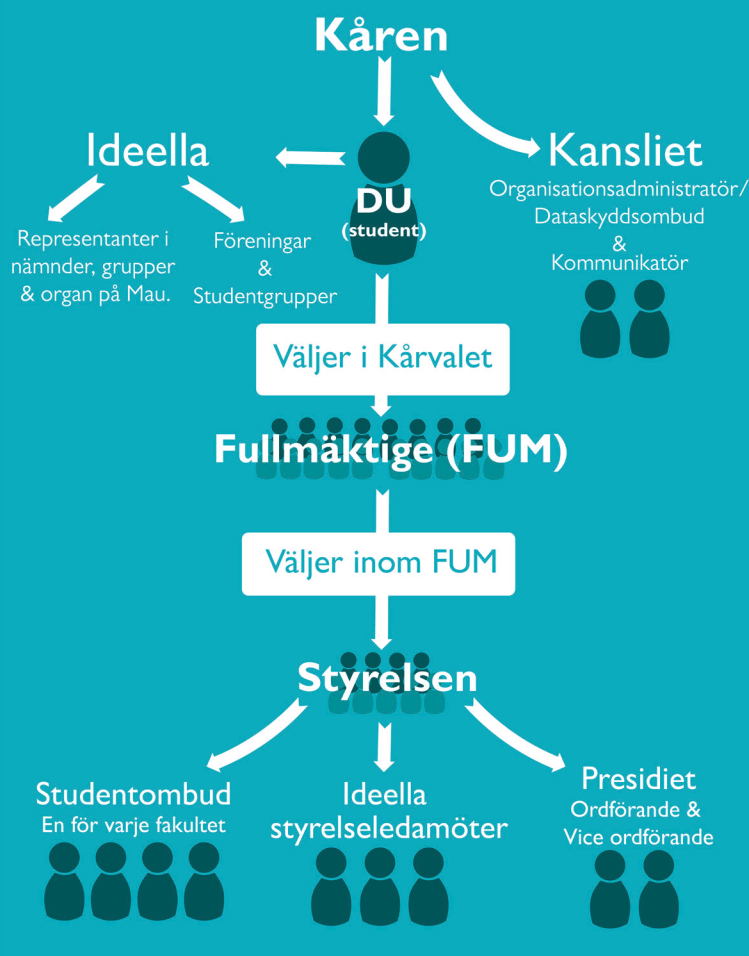 Kåren
Ideella
Representanter i
nämnder, grupper
& organ på Mau.
Föreningar
&
Studentgrupper
DU
(student)
Kansliet
Organisationsadministratör/
Dataskyddsombud
&
Kommunikatör
Väljer i Kårvalet
Fullmäktige (FUM)
Väljer inom FUM
Styrelsen
Studentombud
En för varje fakultet
Ideella
styrelseledamöter
Presidiet
Ordförande &
Vice ordförande